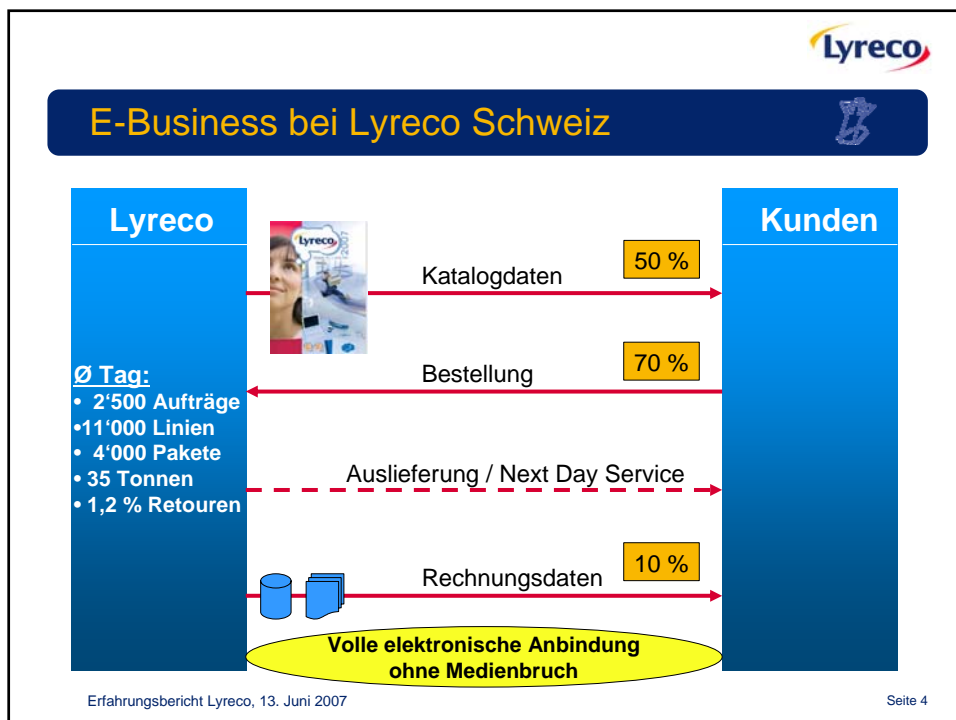 Lyreco
E-Business bei Lyreco Schweiz
Lyreco
Kunden
Lyreco
2007
Katalogdaten
50 %
Ø Tag:
• 2‘500 Aufträge
•11‘000 Linien
• 4‘000 Pakete
• 35 Tonnen
• 1,2 % Retouren
Bestellung
70 %
Auslieferung / Next Day Service
Rechnungsdaten
10 %
Volle elektronische Anbindung
ohne Medienbruch
Erfahrungsbericht Lyreco, 13. Juni 2007
Seite 4